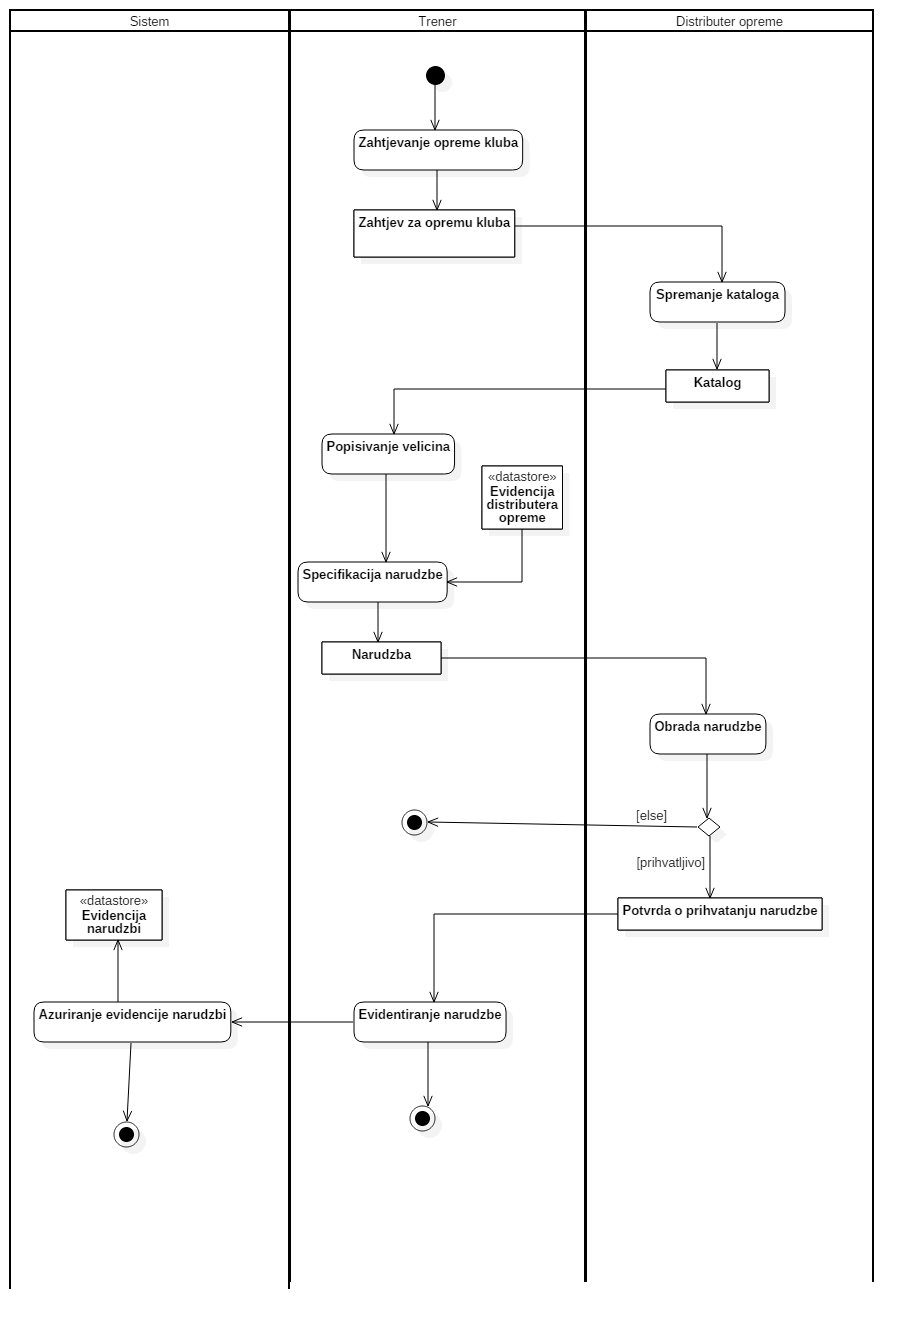 Sistem
Trener
Distributer opreme
Zahtjevanje opreme kluba
Zahtjev za opremu kluba
Spremanje kataloga
Katalog
Popisivanje velicina
«datastore»
Evidencija
distributera
opreme
Specifikacija narudzbe
Narudzba
Obrada narudzbe
[else]
[prihvatljivo]
Potvrda o prihvatanju narudzbe
«datastore»
Evidencija
narudzbi
Azuriranje evidencije narudzbi
Evidentiranje narudzbe